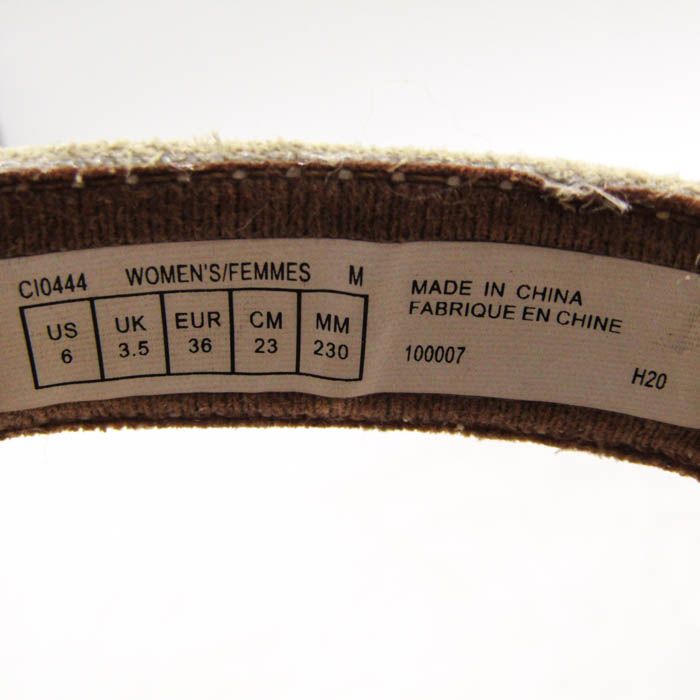 CI0444 WOMEN'S/FEMMES M
US UK EUR CM MM
6 3.5 36 23 230
MADE IN CHINA
FABRIQUE EN CHINE
100007 H20